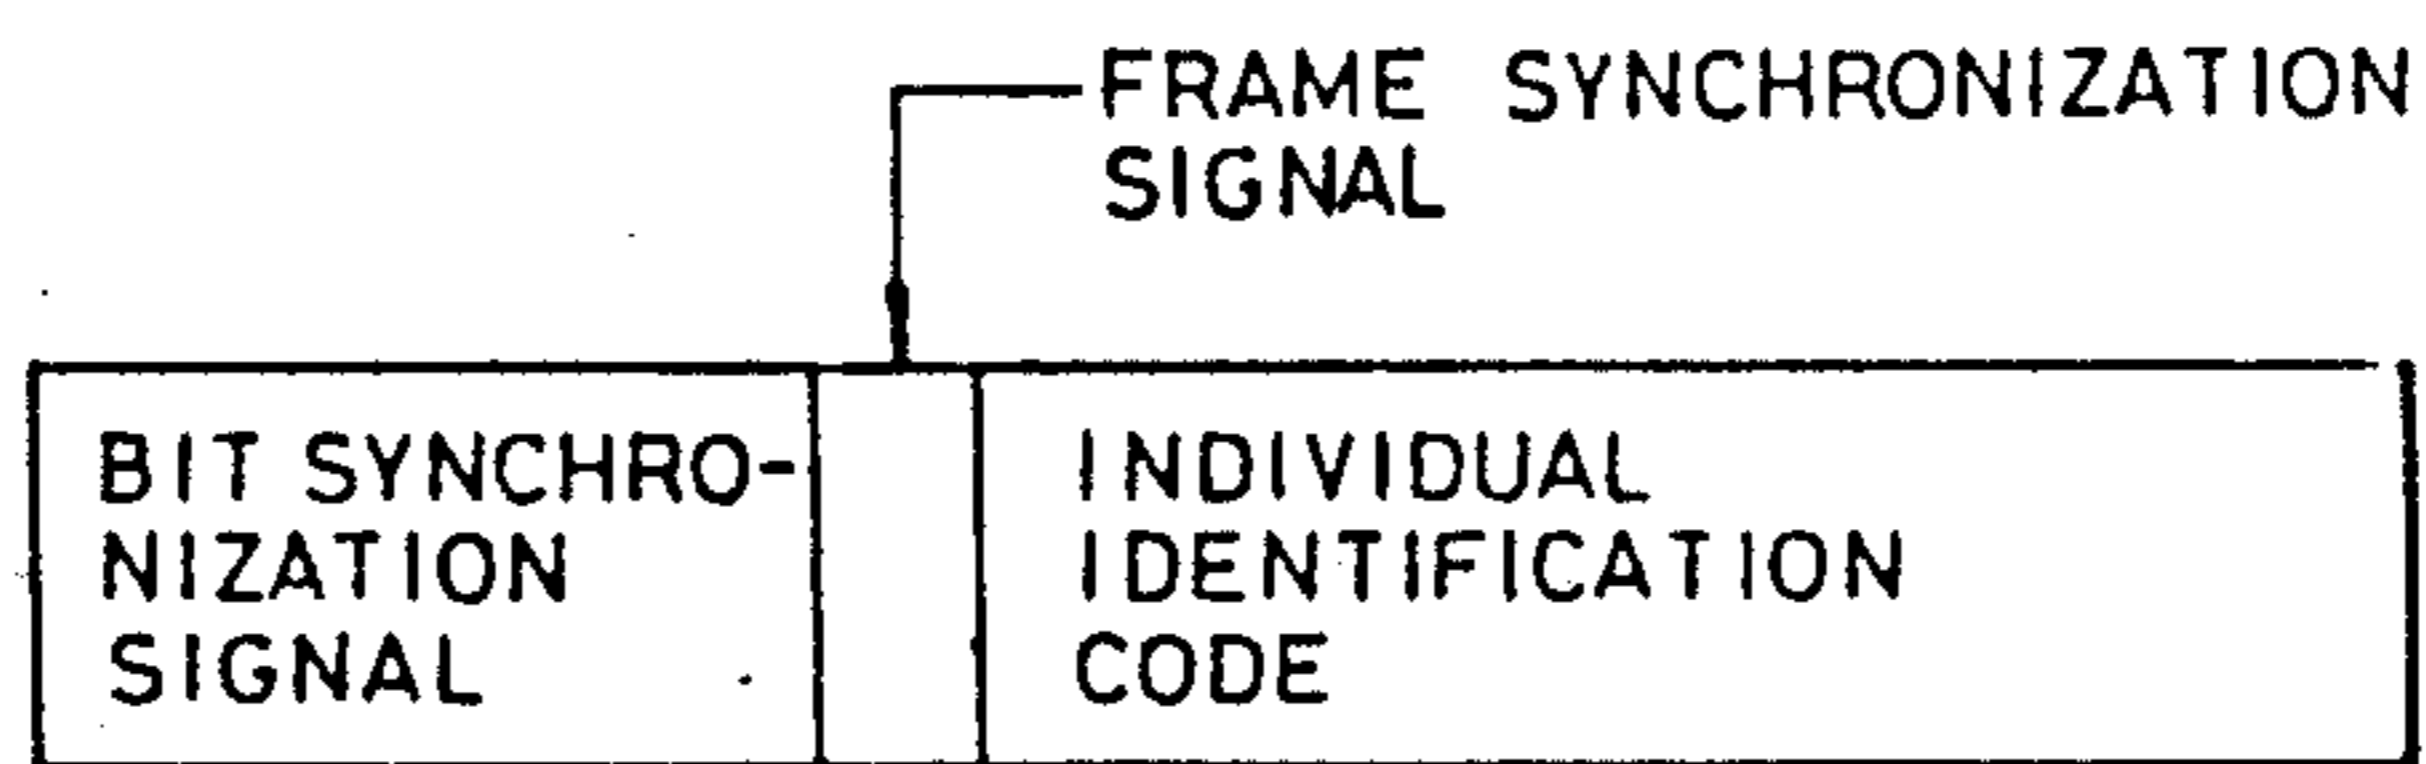 FRAME SYNCHRONIZATION
SIGNAL
BIT SYNCHRO-
NIZATION
SIGNAL
INDIVIDUAL
IDENTIFICATION
CODE